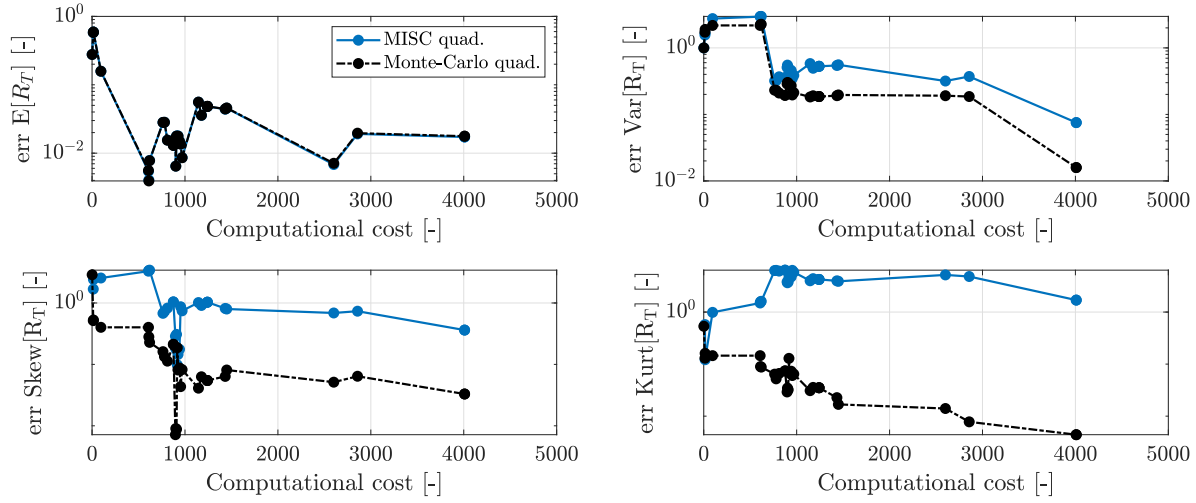 10^0
10^-2
err E[R_T] [-]
MISC quad.
Monte-Carlo quad.
0 1000 2000 3000 4000 5000
Computational cost [-]
10^0
10^-2
err Var[R_T] [-]
0 1000 2000 3000 4000 5000
Computational cost [-]
10^0
err Skew[R_T] [-]
0 1000 2000 3000 4000 5000
Computational cost [-]
10^0
err Kurt[R_T] [-]
0 1000 2000 3000 4000 5000
Computational cost [-]